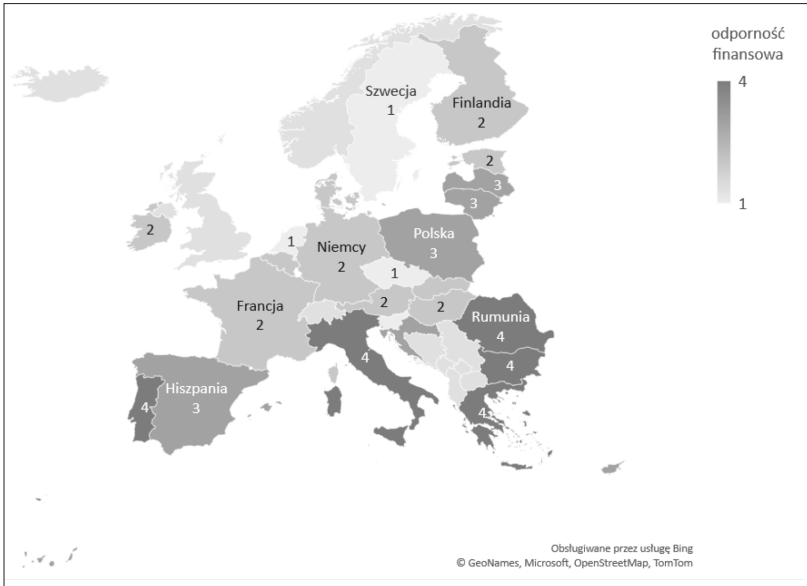 odporność
finansowa
4
1
Szwecja
1
Finlandia
2
2
3
3
2
1
Niemcy
2
Polska
3
1
Francja
2
2
2
Rumunia
4
4
4
Hiszpania
3
4
4
Obsługiwane przez usługę Bing
© GeoNames, Microsoft, OpenStreetMap, TomTom